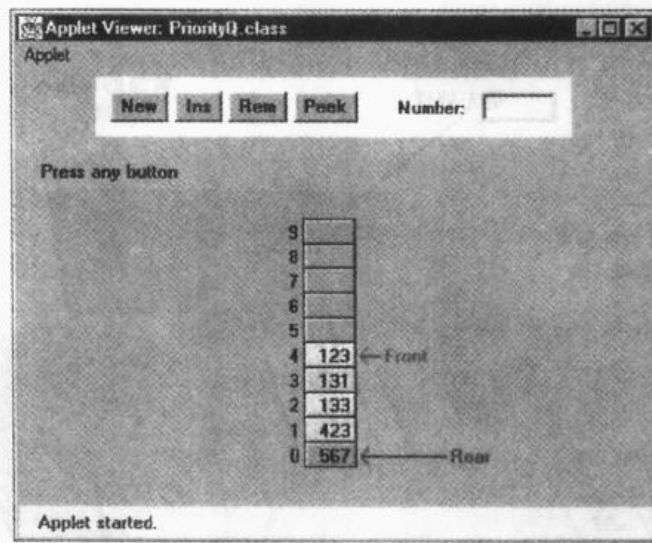 Applet Viewer: PriorityQ.class
Applet
New Ins Rem Peek Number:
Press any button
9
8
7
6
5
4 123 Front
3 131
2 133
1 423
0 567 Rear
Applet started.